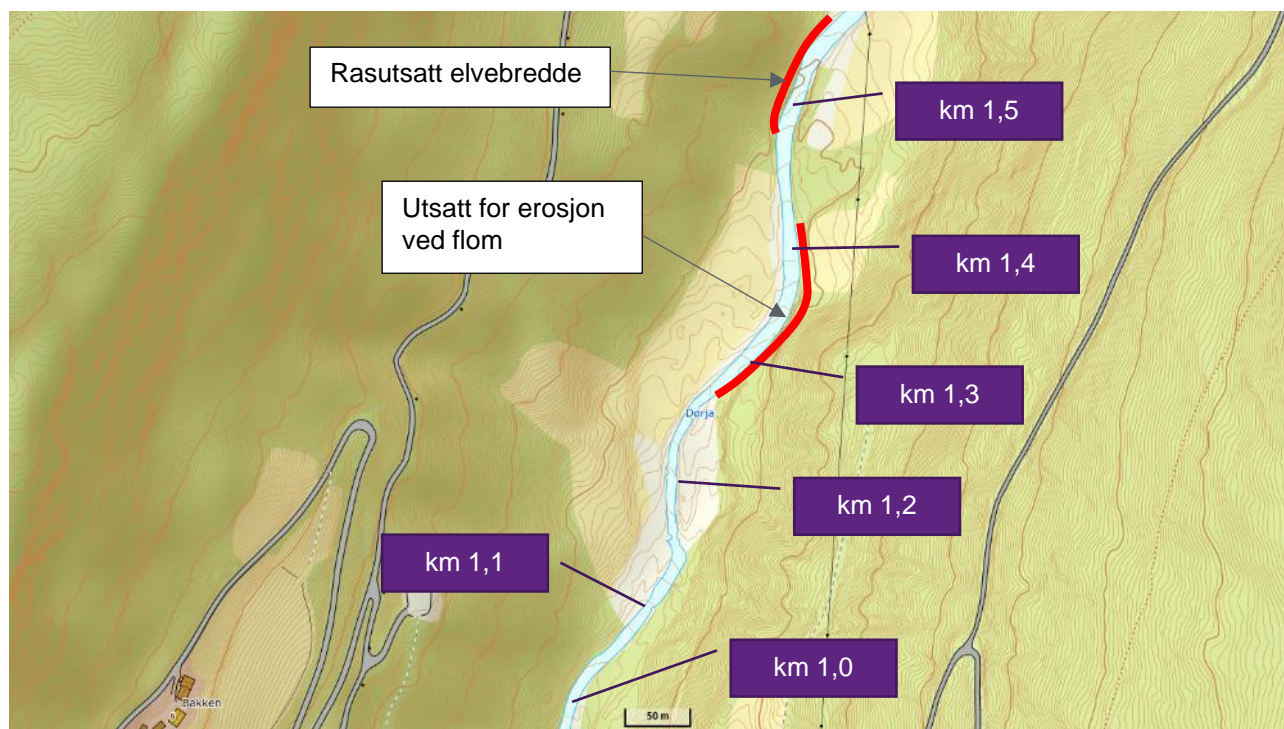 Rasutsatt elvebredde
km 1,5
Utsatt for erosjon
ved flom
km 1,4
km 1,3
Dørja
km 1,2
km 1,1
km 1,0
Bakken
50 m